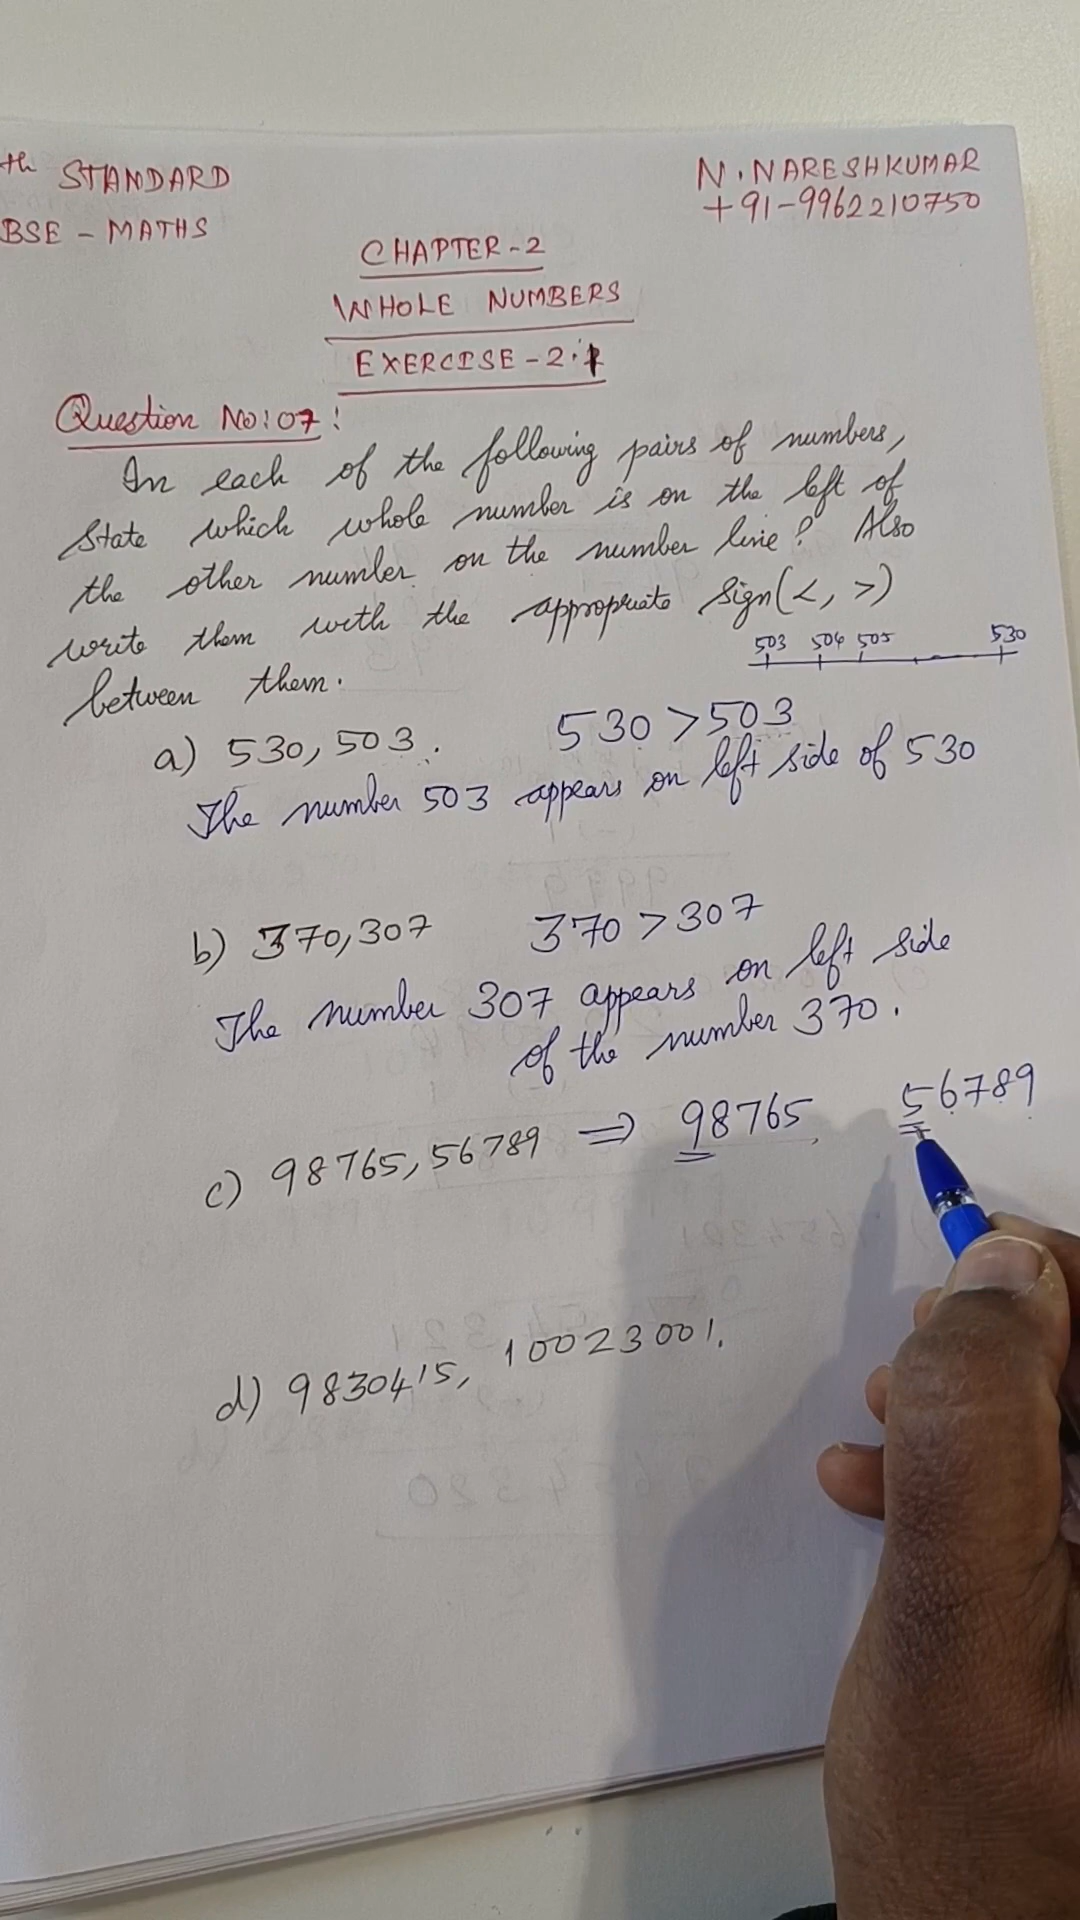 th STANDARD
BSE - MATHS
N. NARESHKUMAR
+91-9962210750
CHAPTER-2
WHOLE NUMBERS
EXERCISE-2.1
Question No:07:
In each of the following pairs of numbers,
State which whole number is on the left of
the other number on the number line? Also
write them with the appropriate Sign(<, >)
between them.
503 504 505 530
a) 530, 503. 530 > 503
The number 503 appears on left side of 530
b) 370, 307 370 > 307
The number 307 appears on left side
of the number 370.
c) 98765, 56789 ⇒ 98765, 56789
d) 9830415, 10023001.